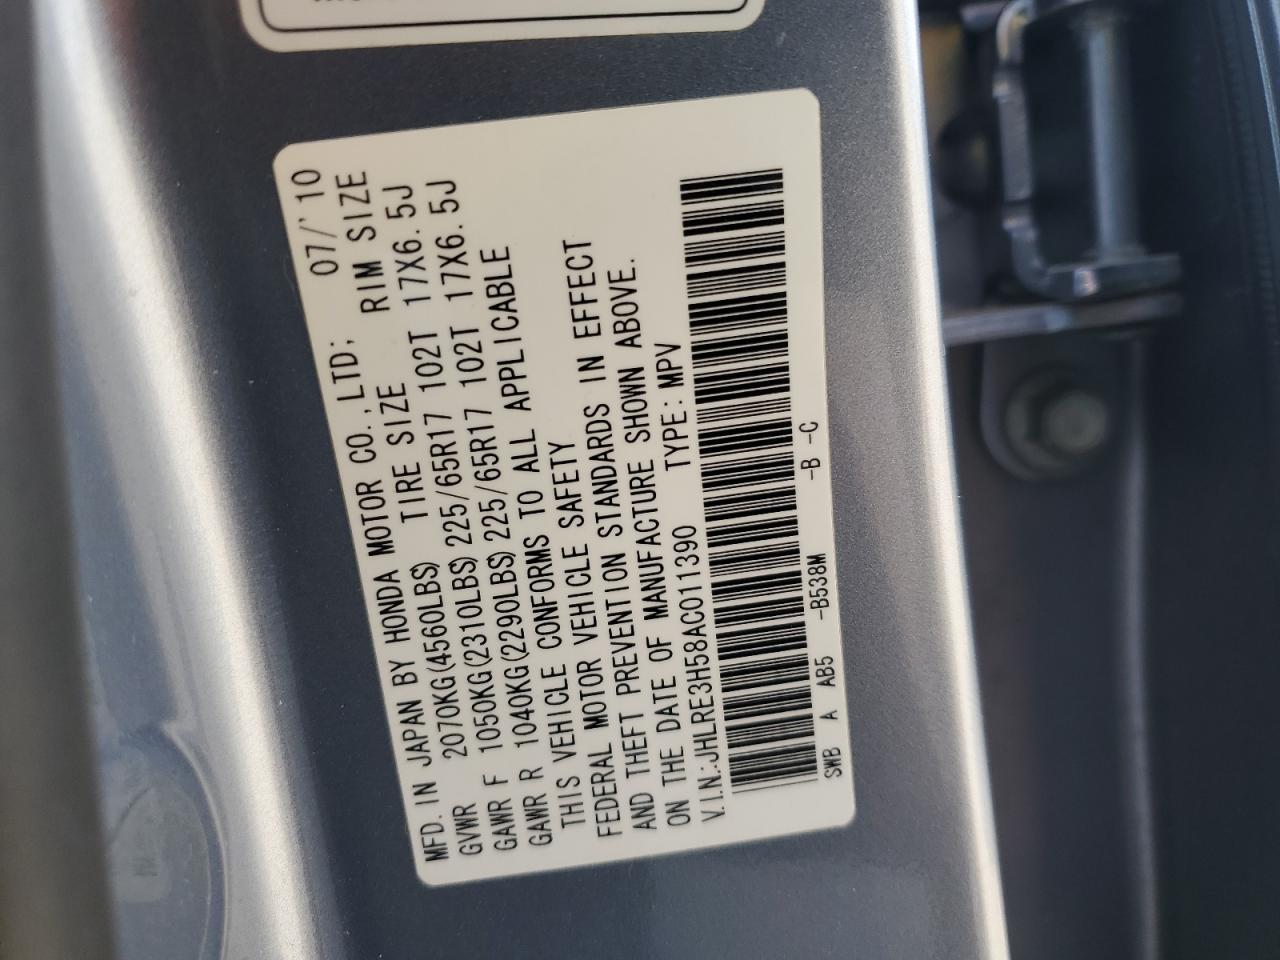 MFD. IN JAPAN BY HONDA MOTOR CO.,LTD; 07/'10
GVWR 2070KG(4560LBS) TIRE SIZE RIM SIZE
GAWR F 1050KG(2310LBS)225/65R17 102T 17X6.5J
GAWR R 1040KG(2290LBS)225/65R17 102T 17X6.5J
THIS VEHICLE CONFORMS TO ALL APPLICABLE
FEDERAL MOTOR VEHICLE SAFETY
AND THEFT PREVENTION STANDARDS IN EFFECT
ON THE DATE OF MANUFACTURE SHOWN ABOVE.
V.I.N.:JHLRE3H58AC011390 TYPE:MPV
SWB A AB5 -B538M -B -C